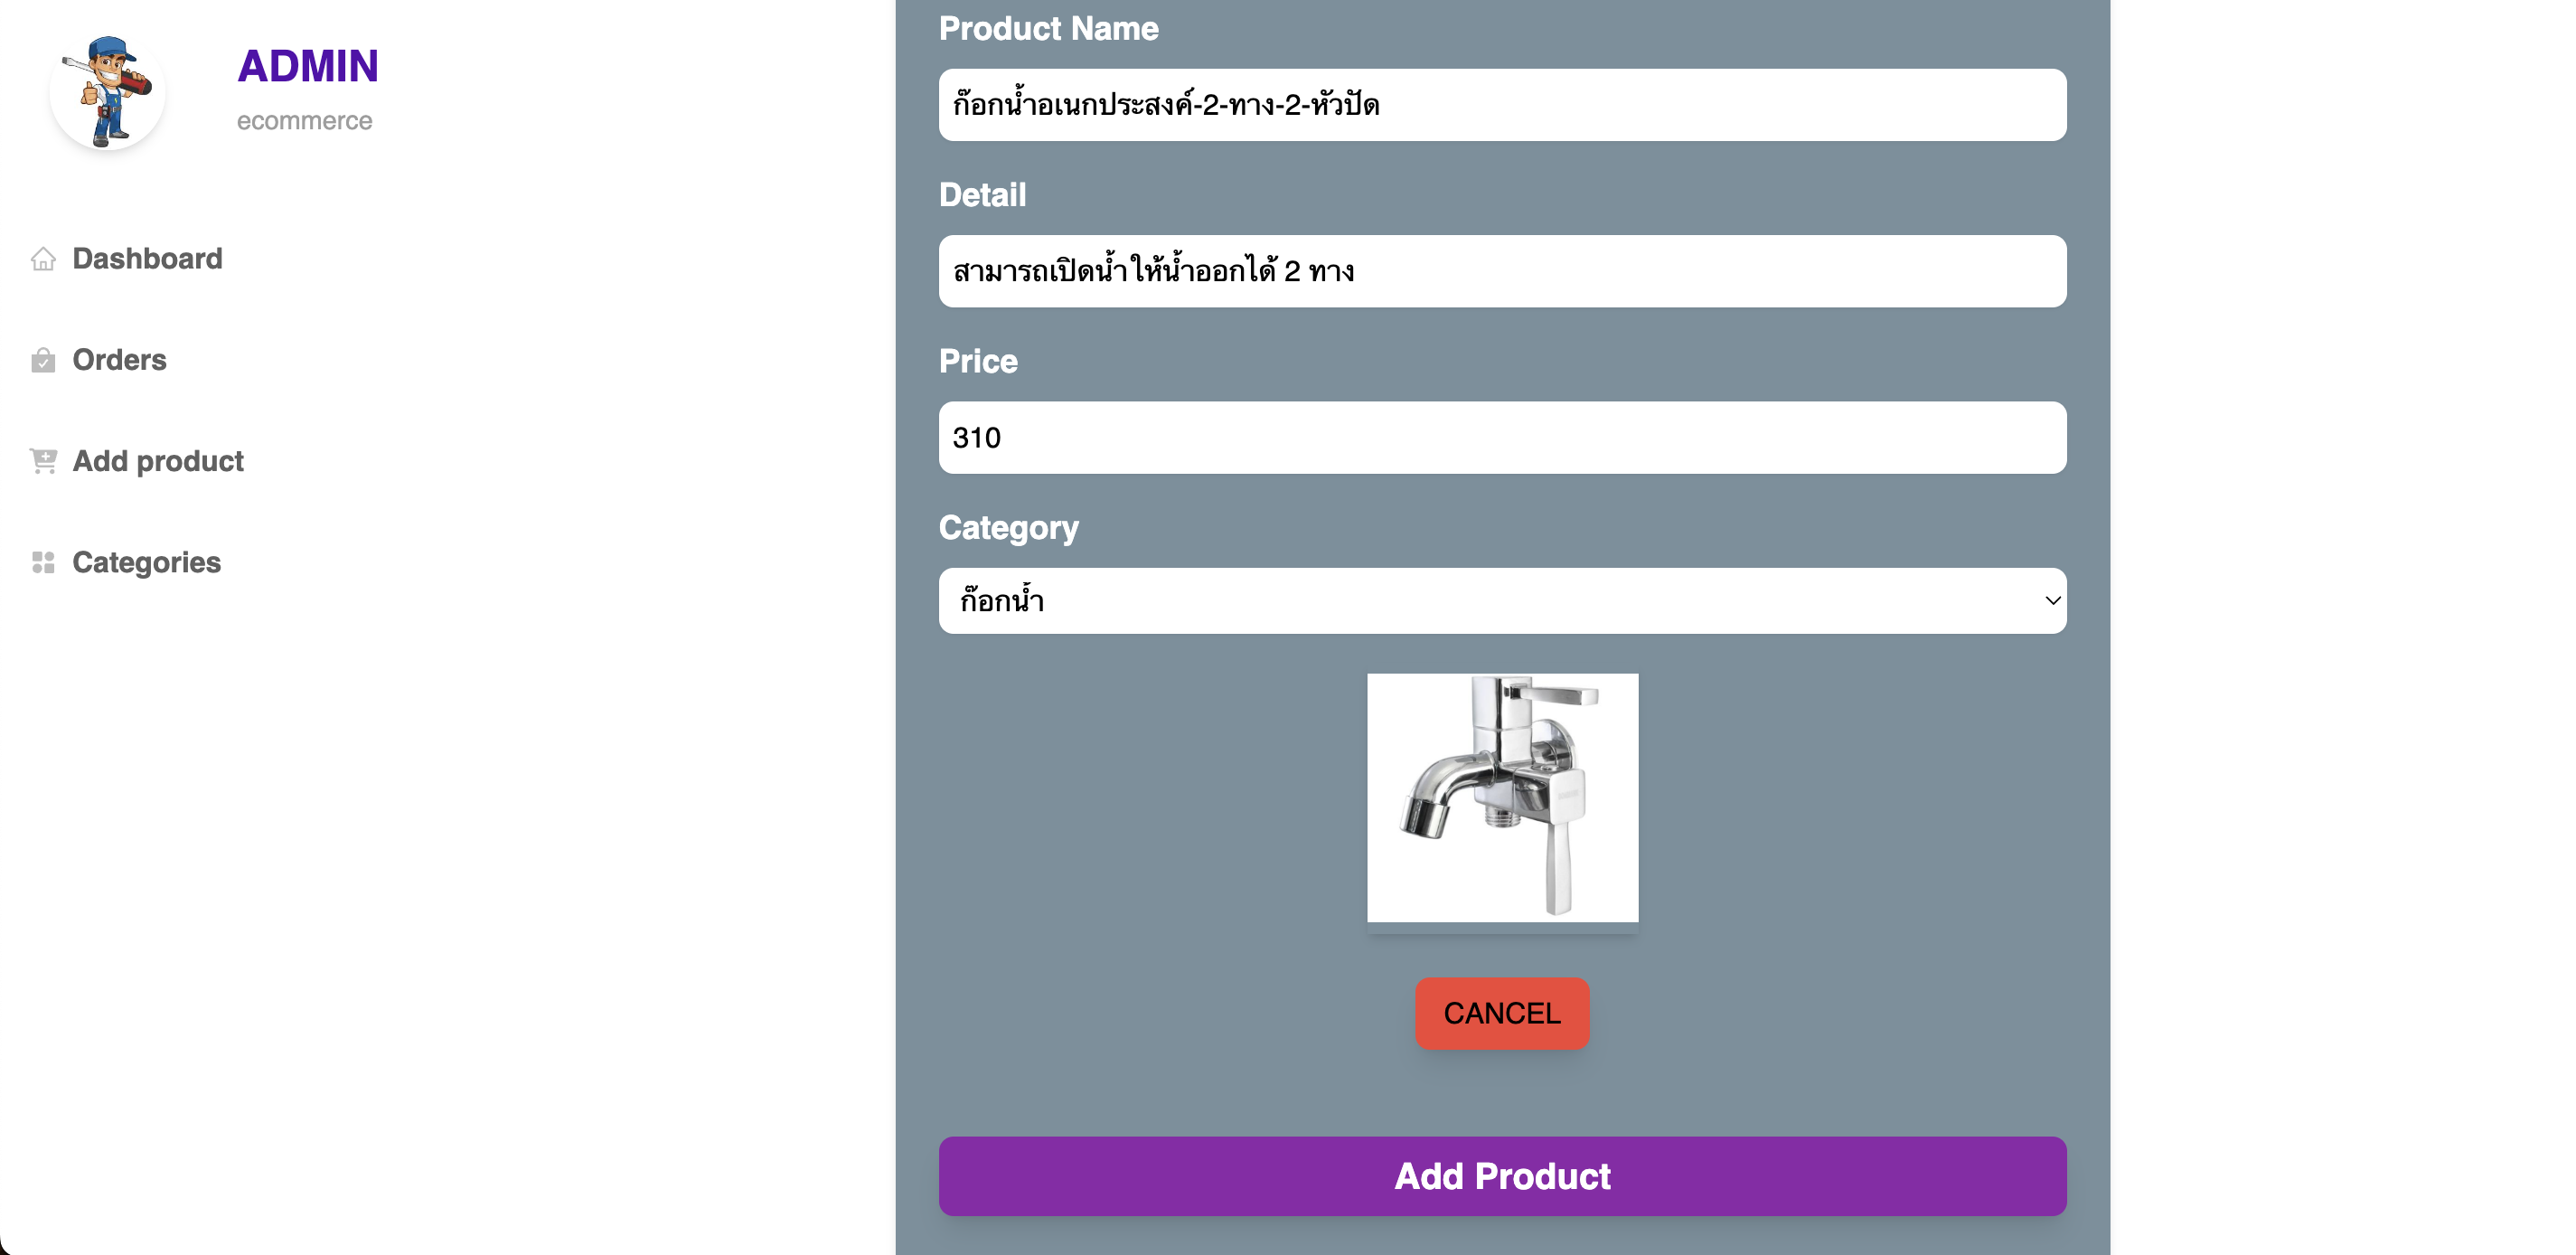 ADMIN
ecommerce
Dashboard
Orders
Add product
Categories
Product Name
ก๊อกน้ำอเนกประสงค์-2-ทาง-2-หัวปัด
Detail
สามารถเปิดน้ำให้น้ำออกได้ 2 ทาง
Price
310
Category
ก๊อกน้ำ
CANCEL
Add Product